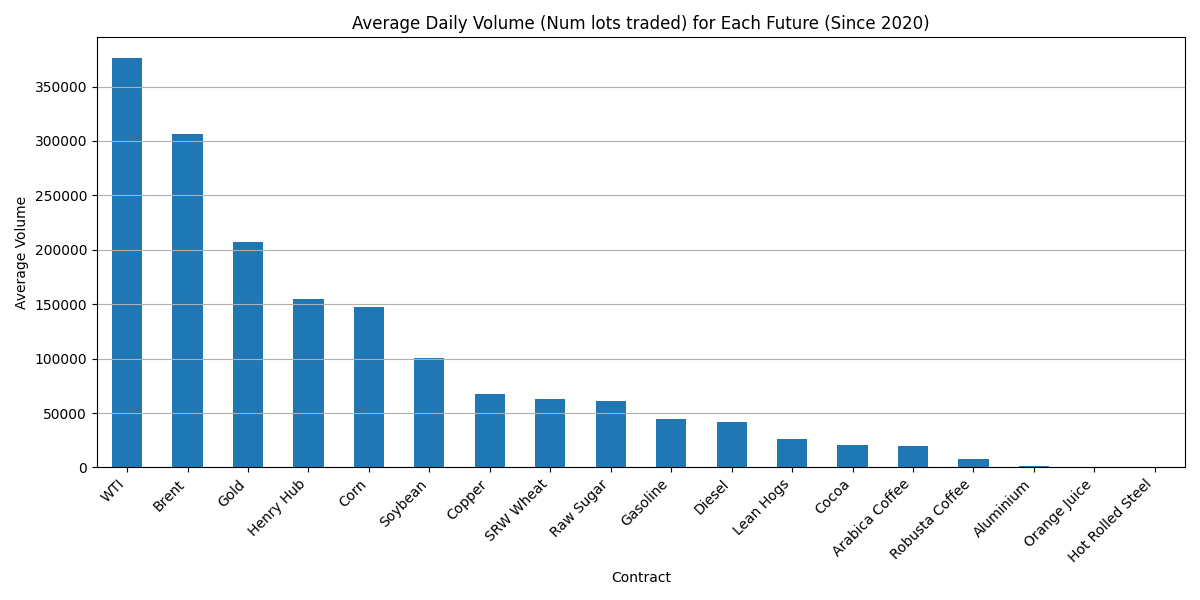 Average Daily Volume (Num lots traded) for Each Future (Since 2020)
Average Volume
350000
300000
250000
200000
150000
100000
50000
0
WTI
Brent
Gold
Henry Hub
Corn
Soybean
Copper
SRW Wheat
Raw Sugar
Gasoline
Diesel
Lean Hogs
Cocoa
Arabica Coffee
Robusta Coffee
Aluminium
Orange Juice
Hot Rolled Steel
Contract